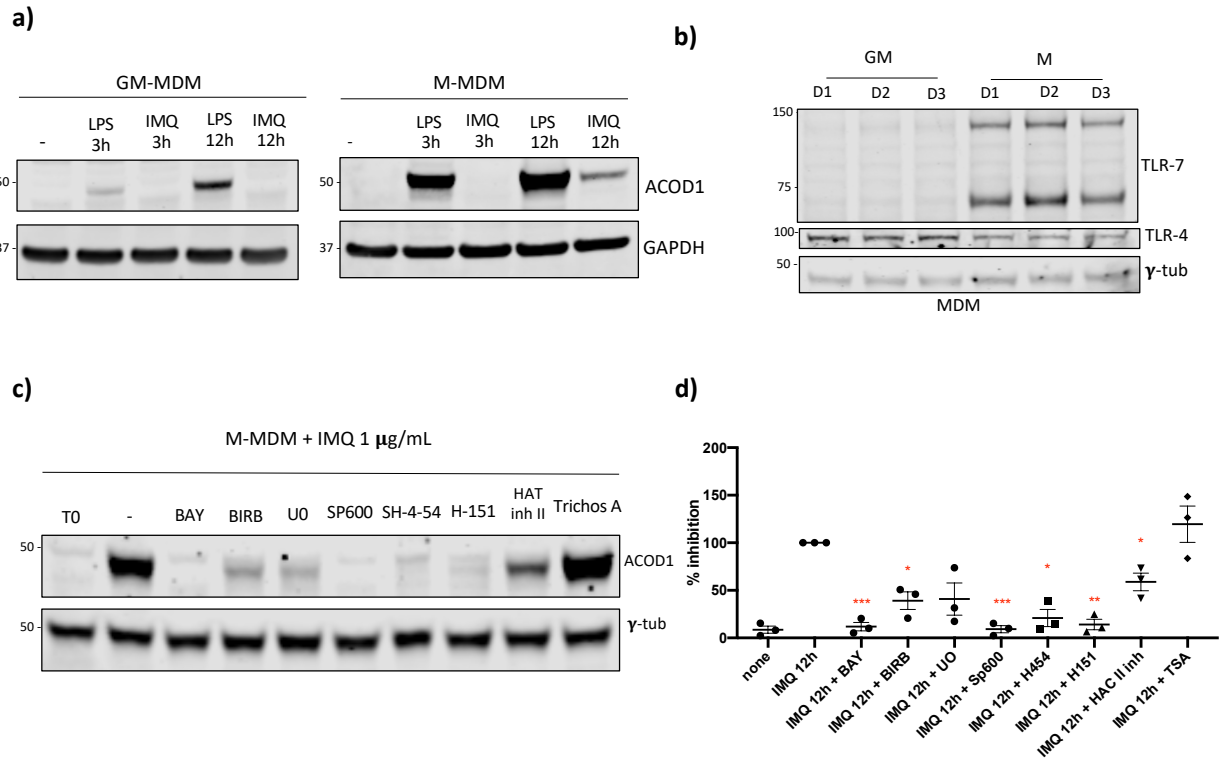 a)
GM-MDM
M-MDM
- LPS 3h IMQ 3h LPS 12h IMQ 12h
- LPS 3h IMQ 3h LPS 12h IMQ 12h
50 -
50 -
ACOD1
37 -
37 -
GAPDH
b)
GM M
D1 D2 D3 D1 D2 D3
150
TLR-7
75 -
100-
TLR-4
50 -
γ-tub
MDM
c)
M-MDM + IMQ 1 μg/mL
T0 - BAY BIRB U0 SP600 SH-4-54 H-151 HAT inh II Trichos A
50 -
ACOD1
50 -
γ-tub
d)
% inhibition
200
150
100
50
0
*** * *** * ** *
none
IMQ 12h
IMQ 12h + BAY
IMQ 12h + BIRB
IMQ 12h + UO
IMQ 12h + Sp600
IMQ 12h + H454
IMQ 12h + H151
IMQ 12h + HAC II inh
IMQ 12h + TSA